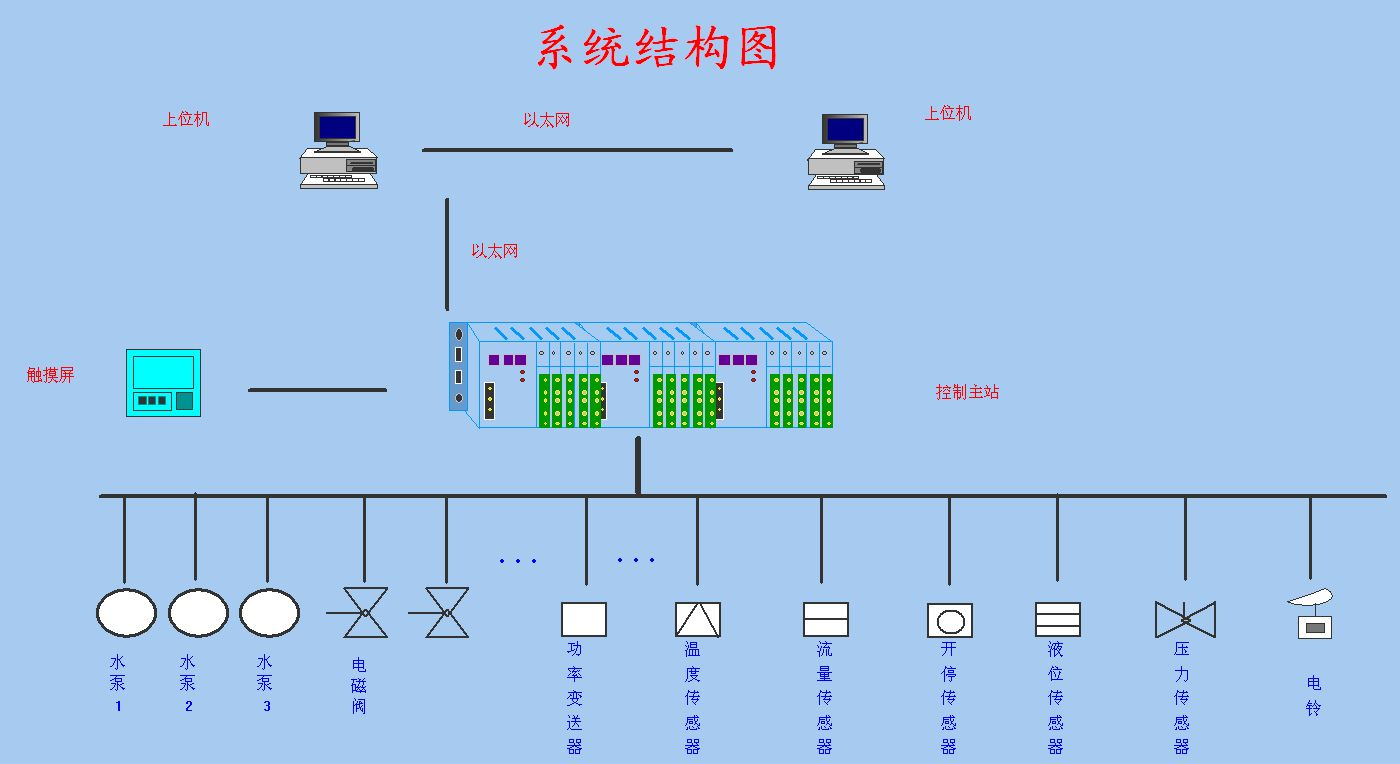 系统结构图
上位机
以太网
上位机
以太网
触摸屏
控制主站
水泵1
水泵2
水泵3
电磁阀
功率变送器
温度传感器
流量传感器
开停传感器
液位传感器
压力传感器
电铃